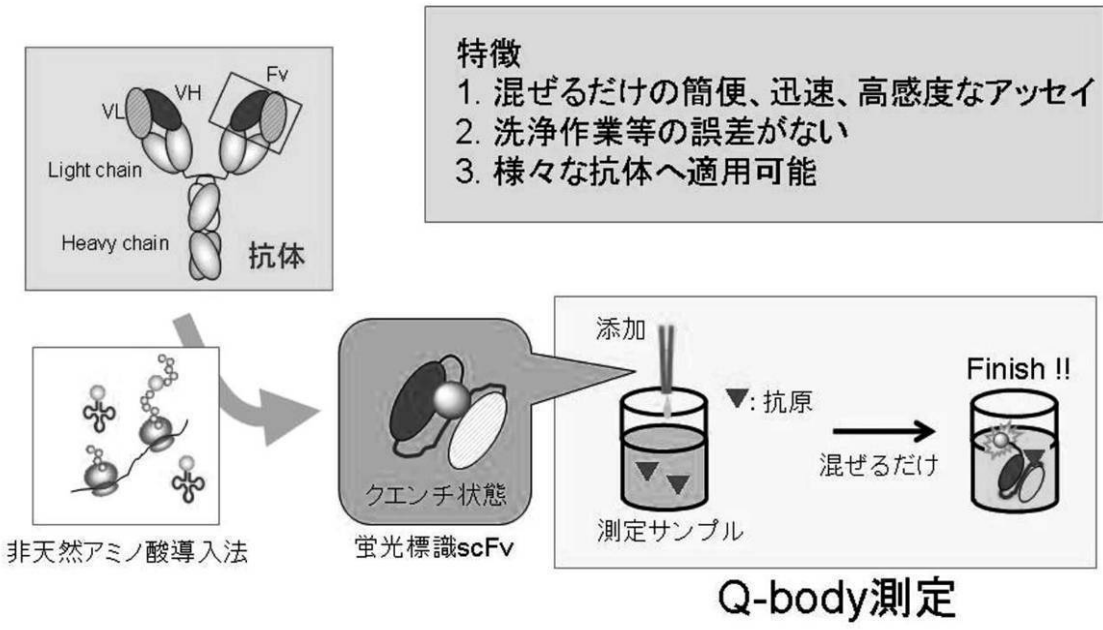 特徴
1. 混ぜるだけの簡便、迅速、高感度なアッセイ
2. 洗浄作業等の誤差がない
3. 様々な抗体へ適用可能
Fv
VH
VL
Light chain
Heavy chain
抗体
非天然アミノ酸導入法
クエンチ状態
蛍光標識scFv
添加
▼:抗原
測定サンプル
混ぜるだけ
Finish !!
Q-body測定